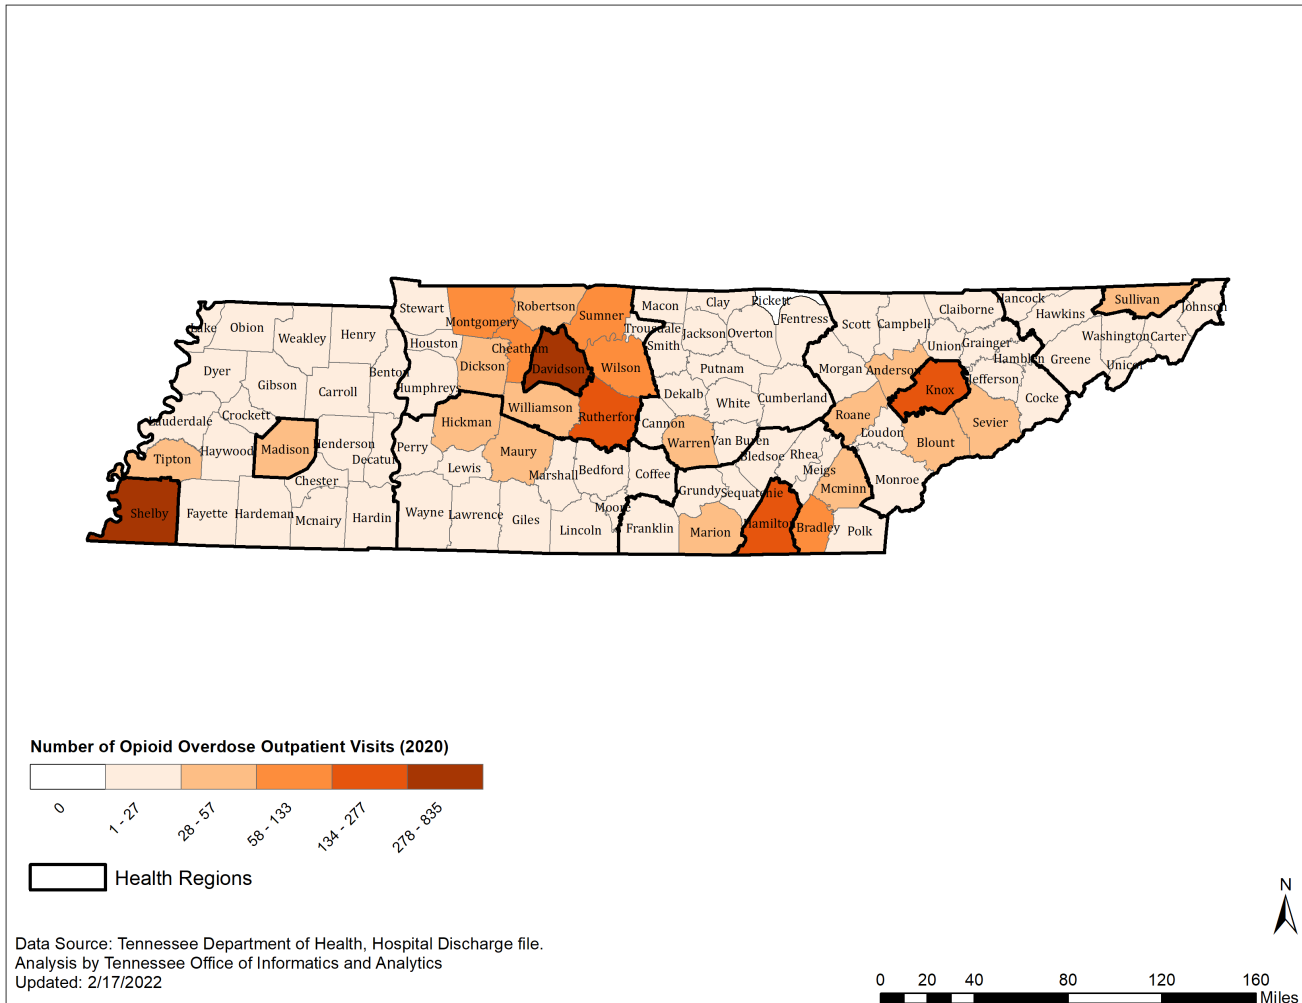 Stewart
Montgomery
Robertson
Sumner
Macon
Clay
Pickett
Fentress
Scott
Campbell
Claiborne
Hancock
Hawkins
Sullivan
Johnson
Lake
Obion
Weakley
Henry
Houston
Cheatham
Trousdale
Smith
Jackson
Overton
Union
Grainger
Hamblen
Greene
Washington
Carter
Unicoi
Dyer
Gibson
Carroll
Benton
Humphreys
Dickson
Davidson
Wilson
Putnam
Morgan
Anderson
Knox
Jefferson
Cocke
Lauderdale
Crockett
Hickman
Williamson
Rutherford
Dekalb
White
Cumberland
Roane
Loudon
Sevier
Tipton
Haywood
Madison
Henderson
Decatur
Perry
Lewis
Maury
Marshall
Bedford
Cannon
Coffee
Warren
Van Buren
Bledsoe
Rhea
Meigs
Mcminn
Monroe
Blount
Shelby
Fayette
Hardeman
Chester
Mcnairy
Hardin
Wayne
Lawrence
Giles
Lincoln
Moore
Franklin
Grundy
Sequatchie
Marion
Hamilton
Bradley
Polk
Number of Opioid Overdose Outpatient Visits (2020)
0
1 - 27
28 - 57
58 - 133
134 - 277
278 - 835
Health Regions
Data Source: Tennessee Department of Health, Hospital Discharge file.
Analysis by Tennessee Office of Informatics and Analytics
Updated: 2/17/2022
N
0 20 40 80 120 160
Miles